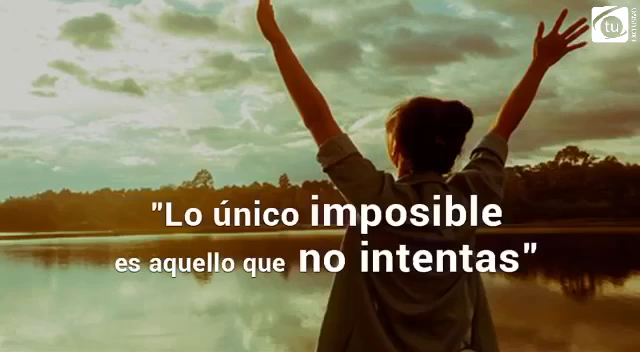 tu
"Lo único imposible
es aquello que no intentas"